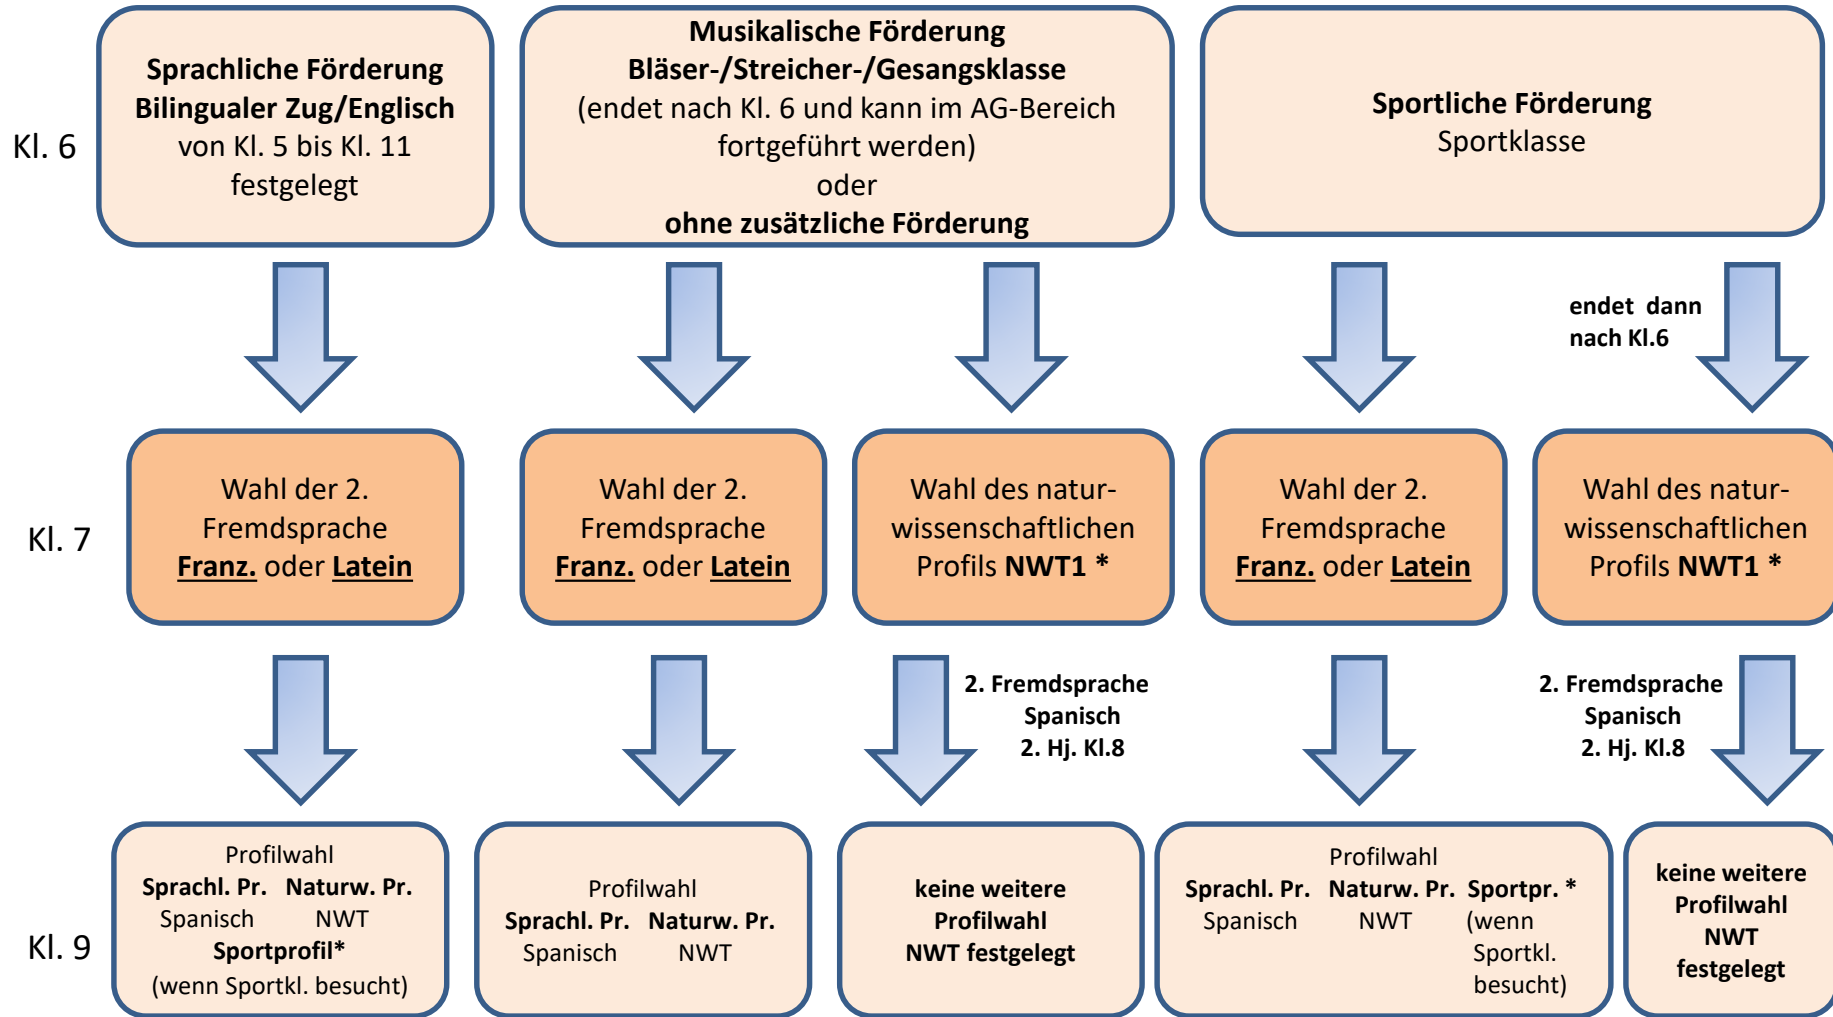 Kl. 6
Sprachliche Förderung
Bilingualer Zug/Englisch
von Kl. 5 bis Kl. 11
festgelegt
Musikalische Förderung
Bläser-/Streicher-/Gesangsklasse
(endet nach Kl. 6 und kann im AG-Bereich
fortgeführt werden)
oder
ohne zusätzliche Förderung
Sportliche Förderung
Sportklasse
endet dann
nach Kl.6
Kl. 7
Wahl der 2.
Fremdsprache
Franz. oder Latein
Wahl der 2.
Fremdsprache
Franz. oder Latein
Wahl des natur-
wissenschaftlichen
Profils NWT1 *
Wahl der 2.
Fremdsprache
Franz. oder Latein
Wahl des natur-
wissenschaftlichen
Profils NWT1 *
2. Fremdsprache
Spanisch
2. Hj. Kl.8
2. Fremdsprache
Spanisch
2. Hj. Kl.8
Kl. 9
Profilwahl
Sprachl. Pr. Naturw. Pr.
Spanisch NWT
Sportprofil*
(wenn Sportkl. besucht)
Profilwahl
Sprachl. Pr. Naturw. Pr.
Spanisch NWT
keine weitere
Profilwahl
NWT festgelegt
Profilwahl
Sprachl. Pr. Naturw. Pr. Sportpr. *
Spanisch NWT (wenn
Sportkl.
besucht)
keine weitere
Profilwahl
NWT
festgelegt